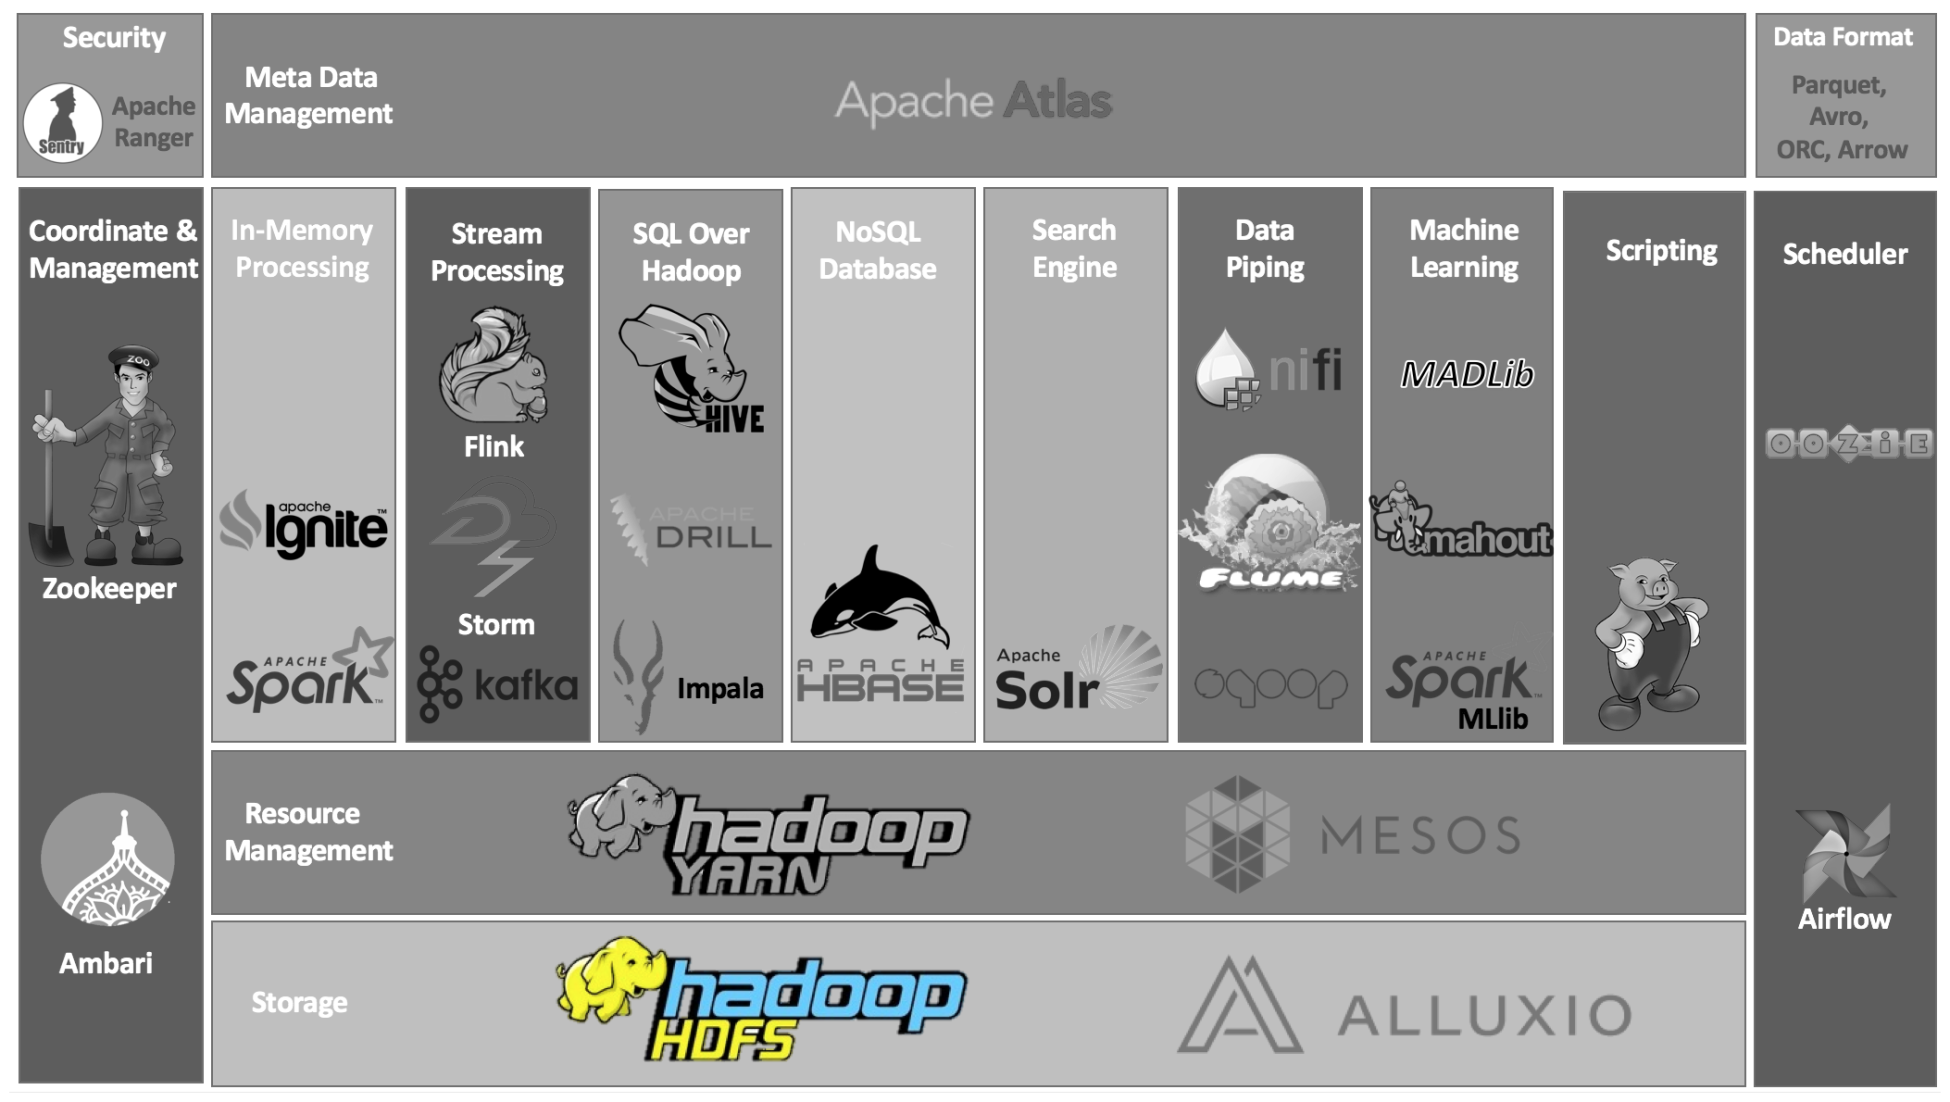 Security
Sentry
Apache
Ranger
Meta Data
Management
Apache Atlas
Data Format
Parquet,
Avro,
ORC, Arrow
Coordinate &
Management
ZOO
Zookeeper
Ambari
In-Memory
Processing
apache
Ignite™
APACHE
Spark™
Stream
Processing
Flink
Storm
kafka
SQL Over
Hadoop
HIVE
APACHE
DRILL
Impala
NoSQL
Database
APACHE
HBASE
Search
Engine
Apache
Solr
Data
Piping
nifi
FLUME
sqoop
Machine
Learning
MADLib
mahout
APACHE
Spark™
MLlib
Scripting
Scheduler
OOZiE
Airflow
Resource
Management
hadoop
YARN
MESOS
Storage
hadoop
HDFS
ALLUXIO